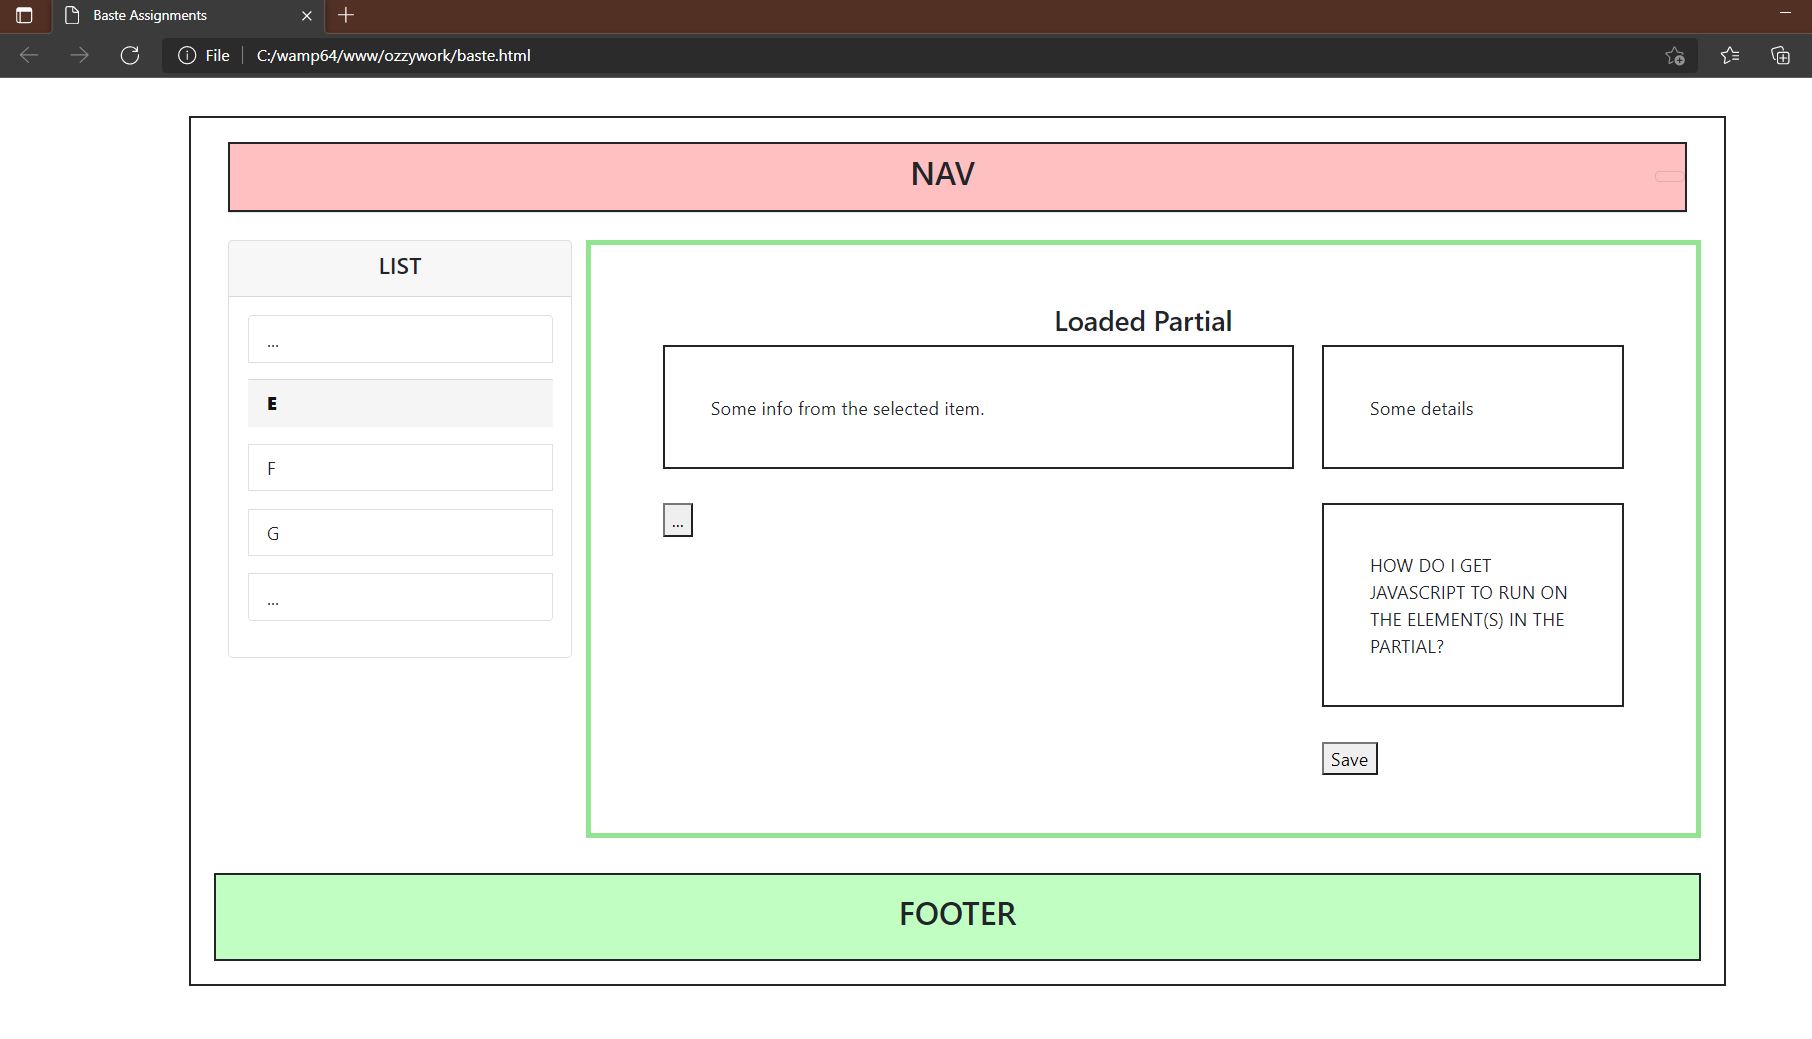 Baste Assignments
File
C:/wamp64/www/ozzywork/baste.html
NAV
LIST
...
E
F
G
...
Loaded Partial
Some info from the selected item.
Some details
...
HOW DO I GET
JAVASCRIPT TO RUN ON
THE ELEMENT(S) IN THE
PARTIAL?
Save
FOOTER